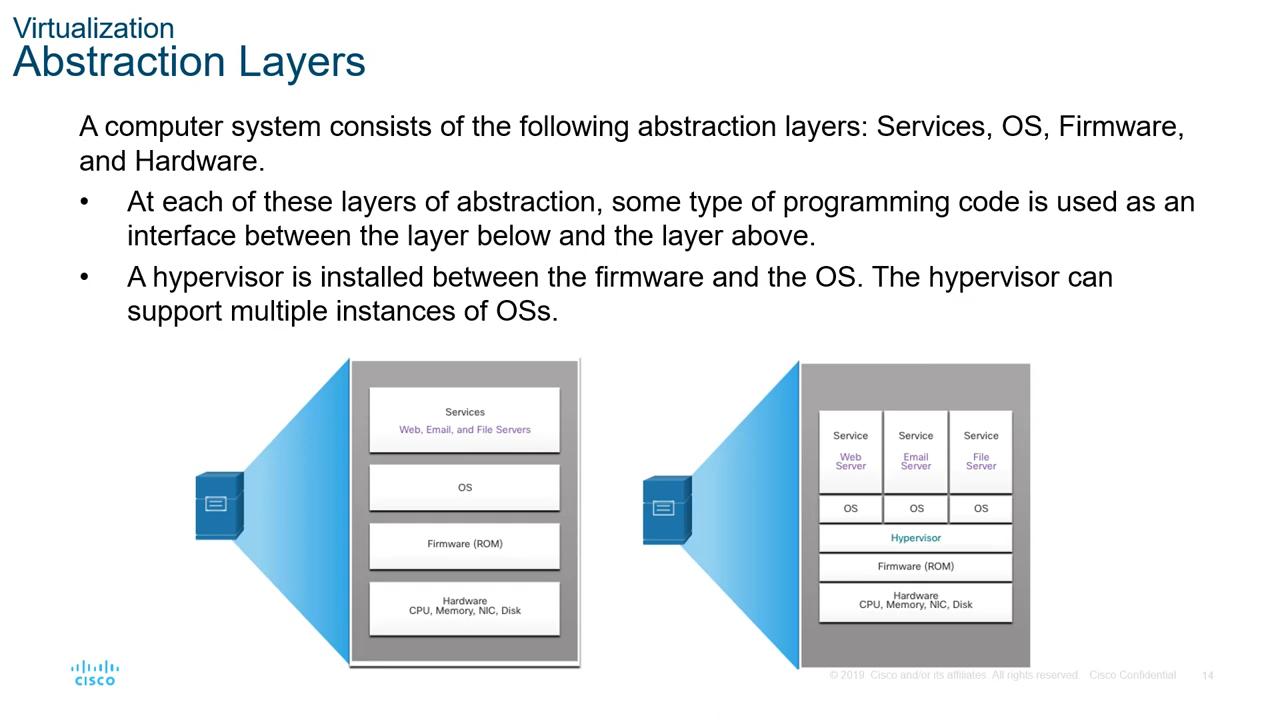 Virtualization
Abstraction Layers
A computer system consists of the following abstraction layers: Services, OS, Firmware,
and Hardware.
• At each of these layers of abstraction, some type of programming code is used as an
interface between the layer below and the layer above.
• A hypervisor is installed between the firmware and the OS. The hypervisor can
support multiple instances of OSs.
Services
Web, Email, and File Servers
OS
Firmware (ROM)
Hardware
CPU, Memory, NIC, Disk
Service
Web
Server
Service
Email
Server
Service
File
Server
OS
OS
OS
Hypervisor
Firmware (ROM)
Hardware
CPU, Memory, NIC, Disk
CISCO
© 2019 Cisco and/or its affiliates. All rights reserved. Cisco Confidential
14